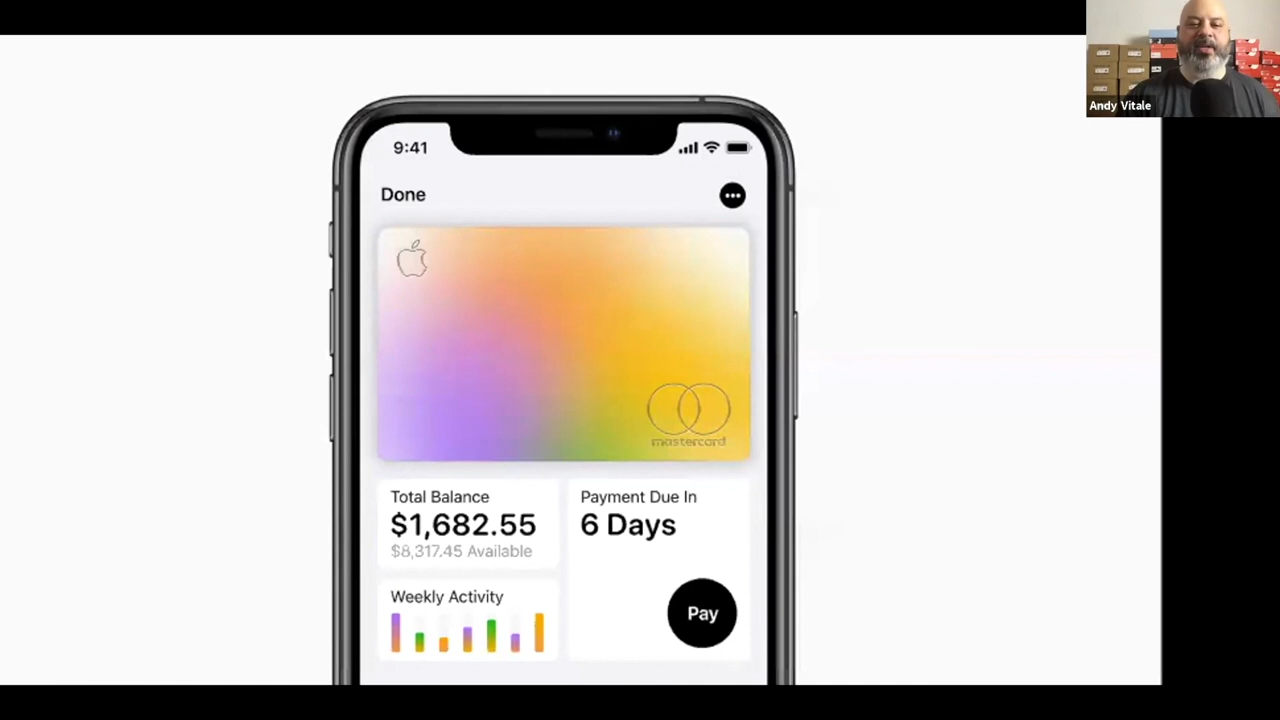 Andy Vitale
9:41
Done
mastercard
Total Balance
$1,682.55
$8,317.45 Available
Payment Due In
6 Days
Weekly Activity
Pay